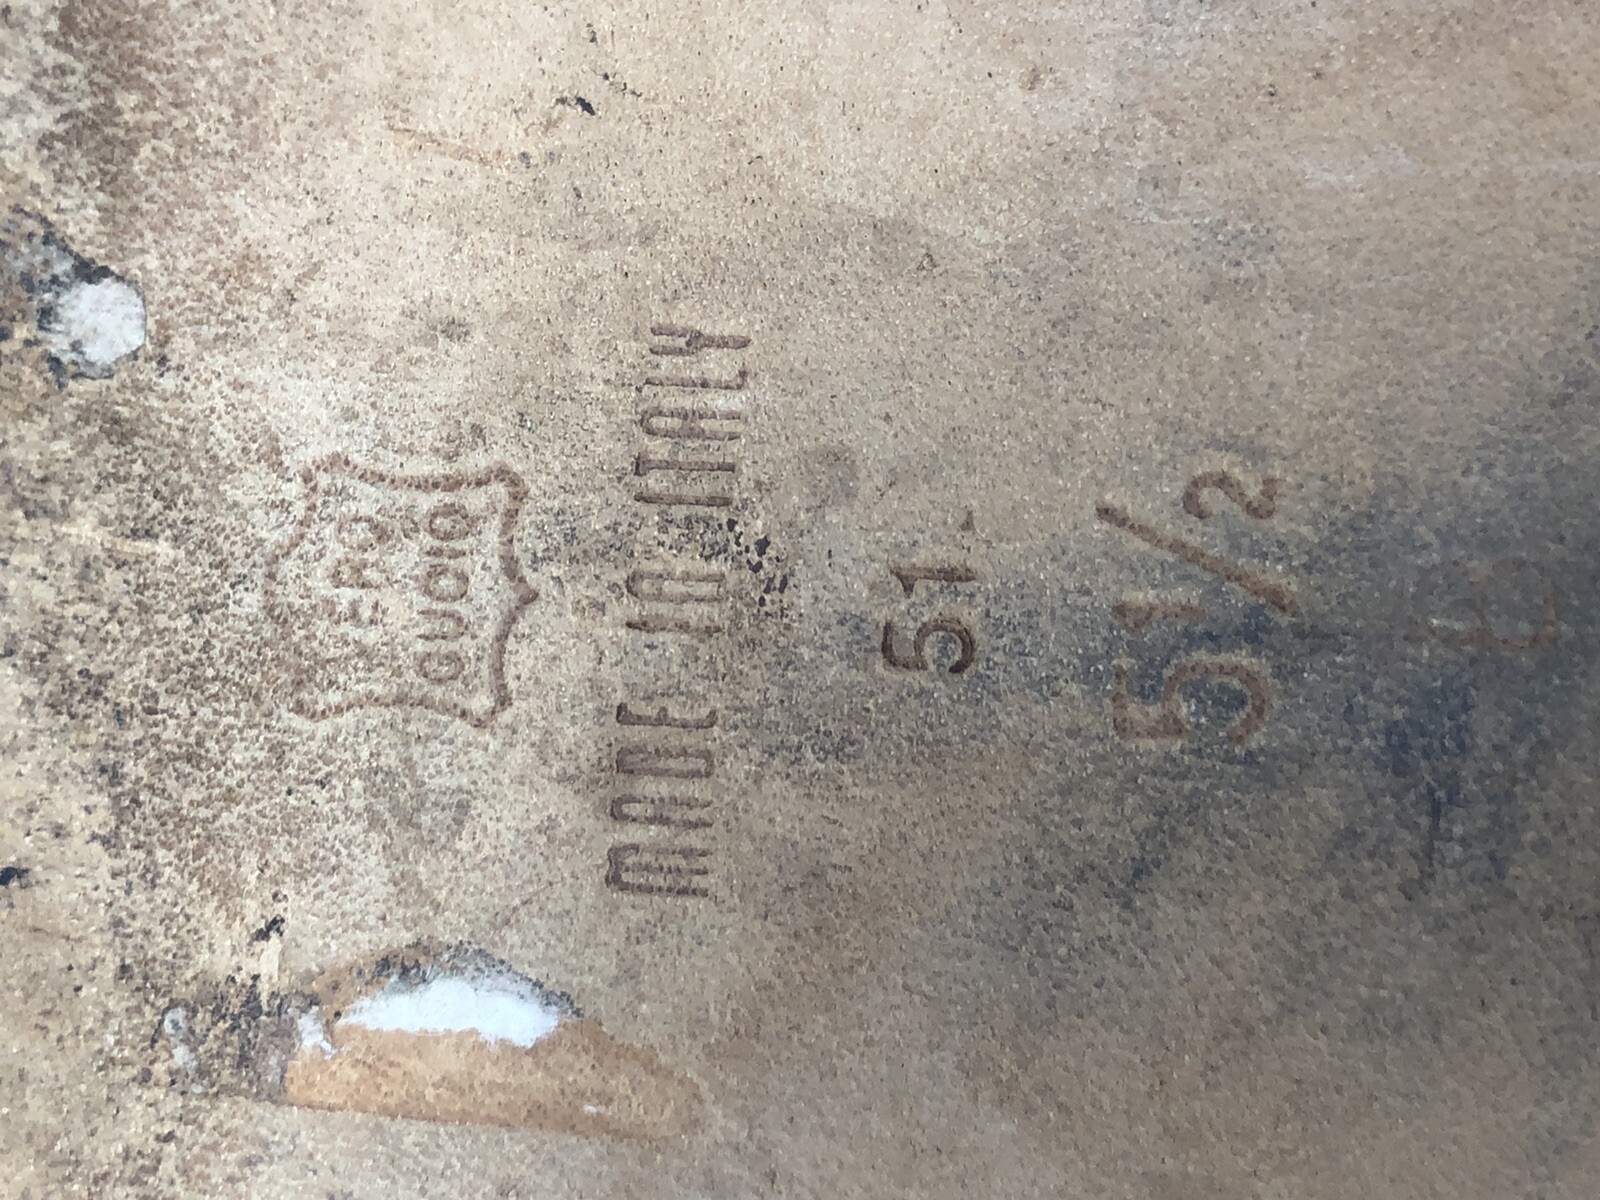 VERO
CUOIO
MADE IN ITALY
51
5 1/2
B